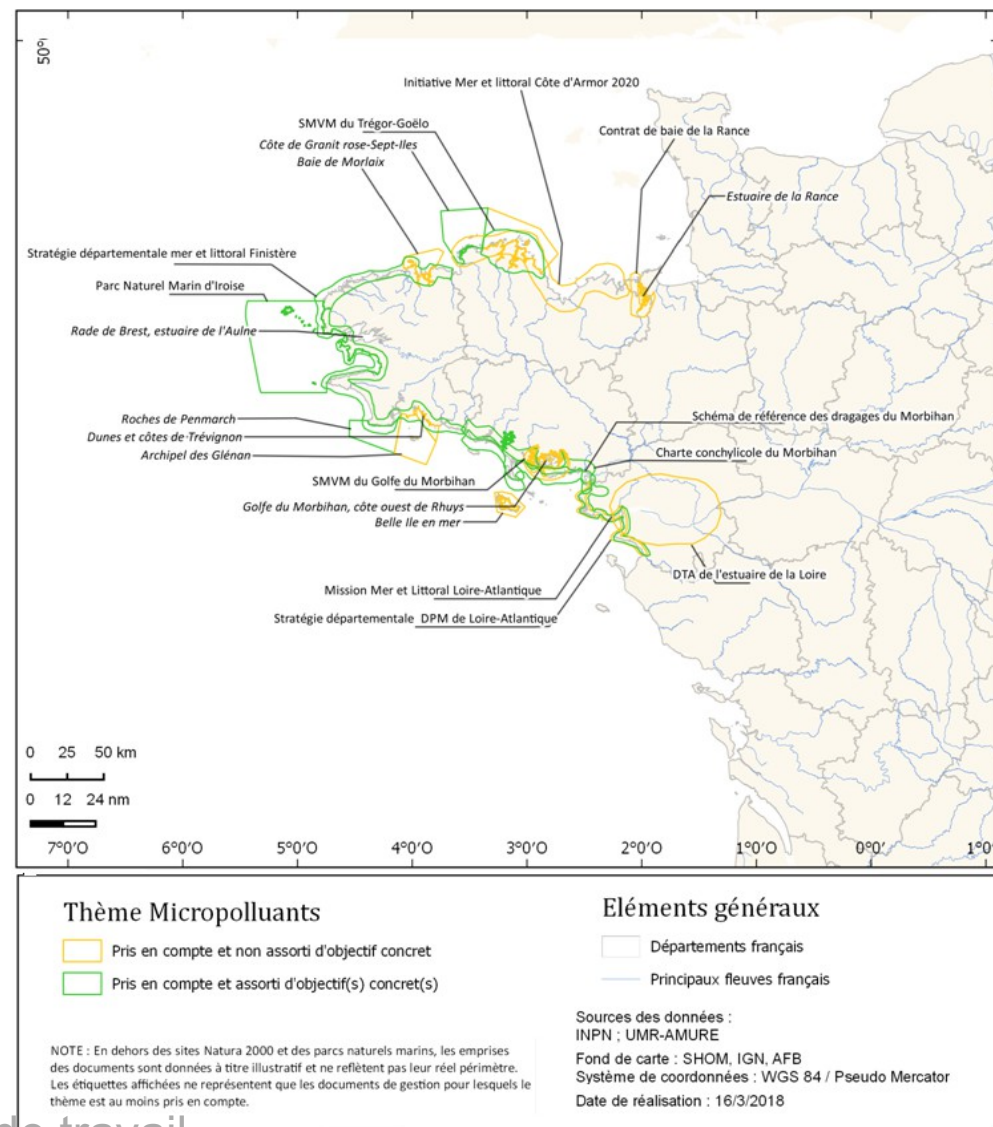 50°
Initiative Mer et littoral Côte d'Armor 2020
SMVM du Trégor-Goëlo
Contrat de baie de la Rance
Côte de Granit rose-Sept-Iles
Baie de Morlaix
Estuaire de la Rance
Stratégie départementale mer et littoral Finistère
Parc Naturel Marin d'Iroise
Rade de Brest, estuaire de l'Aulne
Roches de Penmarch
Schéma de référence des dragages du Morbihan
Dunes et côtes de Trévignon
Archipel des Glénan
Charte conchylicole du Morbihan
SMVM du Golfe du Morbihan
Golfe du Morbihan, côte ouest de Rhuys
Belle Ile en mer
DTA de l'estuaire de la Loire
Mission Mer et Littoral Loire-Atlantique
Stratégie départementale DPM de Loire-Atlantique
0 25 50 km
0 12 24 nm
7°0′ 6°0′ 5°0′ 4°0′ 3°0′ 2°0′ 1°0′ 0°0′ 1°0′
Thème Micropolluants
Pris en compte et non assorti d'objectif concret
Pris en compte et assorti d'objectif(s) concret(s)
NOTE : En dehors des sites Natura 2000 et des parcs naturels marins, les emprises
des documents sont données à titre illustratif et ne reflètent pas leur réel périmètre.
Les étiquettes affichées ne représentent que les documents de gestion pour lesquels le
thème est au moins pris en compte.
Eléments généraux
Départements français
Principaux fleuves français
Sources des données :
INPN ; UMR-AMURE
Fond de carte : SHOM, IGN, AFB
Système de coordonnées : WGS 84 / Pseudo Mercator
Date de réalisation : 16/3/2018
de travail